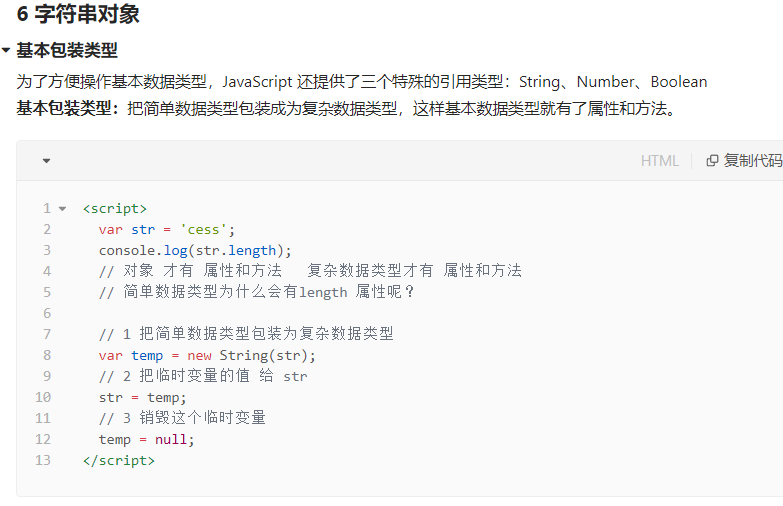 6 字符串对象
基本包装类型
为了方便操作基本数据类型，JavaScript 还提供了三个特殊的引用类型：String、Number、Boolean
基本包装类型：把简单数据类型包装成为复杂数据类型，这样基本数据类型就有了属性和方法。
HTML 复制代码
1 <script>
2 var str = 'cess';
3 console.log(str.length);
4 // 对象 才有 属性和方法   复杂数据类型才有 属性和方法
5 // 简单数据类型为什么会有length 属性呢？
6
7 // 1 把简单数据类型包装为复杂数据类型
8 var temp = new String(str);
9 // 2 把临时变量的值 给 str
10 str = temp;
11 // 3 销毁这个临时变量
12 temp = null;
13 </script>